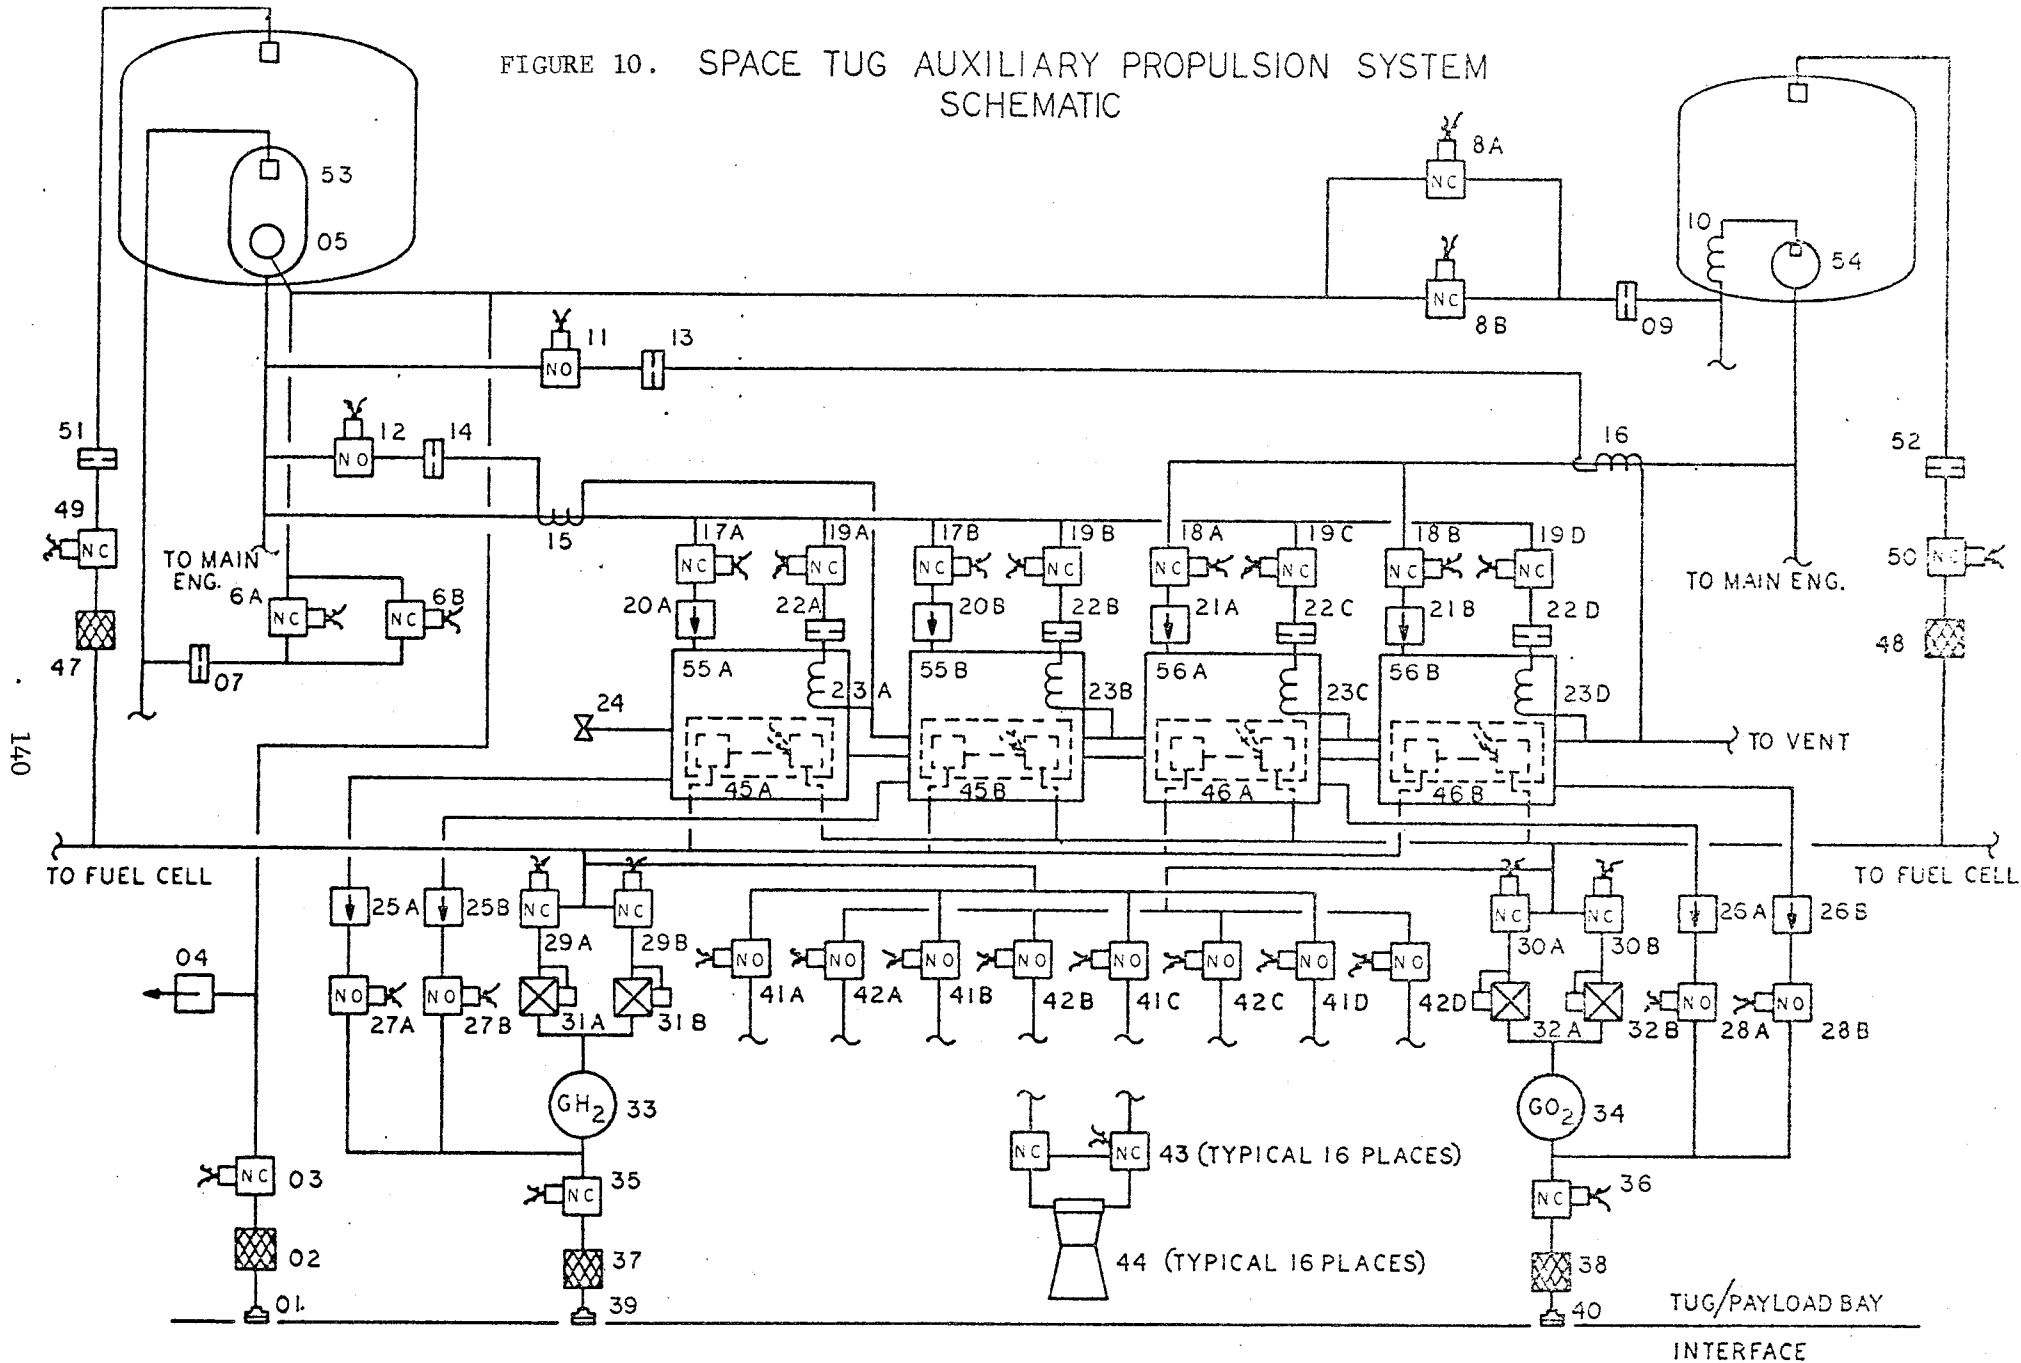 FIGURE 10. SPACE TUG AUXILIARY PROPULSION SYSTEM
SCHEMATIC
53
05
8A
NC
NC
8B
09
10
54
11
13
NO
12
14
NO
51
49
NC
47
TO MAIN
ENG.
15
16
52
50
NC
48
TO MAIN ENG.
6A
NC
6B
NC
07
17A
19A
17B
19B
18A
19C
18B
19D
NC
NC
NC
NC
NC
NC
NC
NC
20A
22A
20B
22B
21A
22C
21B
22D
55A
23A
55B
23B
56A
23C
56B
23D
24
45A
45B
46A
46B
TO VENT
TO FUEL CELL
TO FUEL CELL
25A
25B
NC
NC
29A
29B
NC
NC
30A
30B
26A
26B
04
NO
27A
NO
27B
31A
31B
NO
NO
NO
NO
NO
NO
NO
NO
41A
42A
41B
42B
41C
42C
41D
42D
32A
32B
NO
28A
NO
28B
GH2
33
GO2
34
NC
03
NC
35
NC
NC
43 (TYPICAL 16 PLACES)
NC
36
02
37
44 (TYPICAL 16 PLACES)
38
01.
39
40
TUG/PAYLOAD BAY
INTERFACE
140